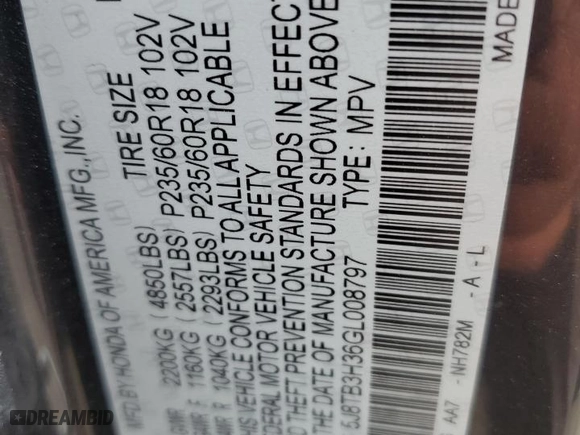 MFD.BY HONDA OF AMERICA MFG.,INC.
TIRE SIZE
2200KG (4850LBS)
1160KG (2557LBS) P235/60R18 102V
R 1040KG (2293LBS) P235/60R18 102V
VEHICLE CONFORMS TO ALL APPLICABLE
FEDERAL MOTOR VEHICLE SAFETY
THEFT PREVENTION STANDARDS IN EFFECT
THE DATE OF MANUFACTURE SHOWN ABOVE
5J8TB3H36GL008797 TYPE: MPV
AA7 - NH782M - A - L
MADE
DREAMBID